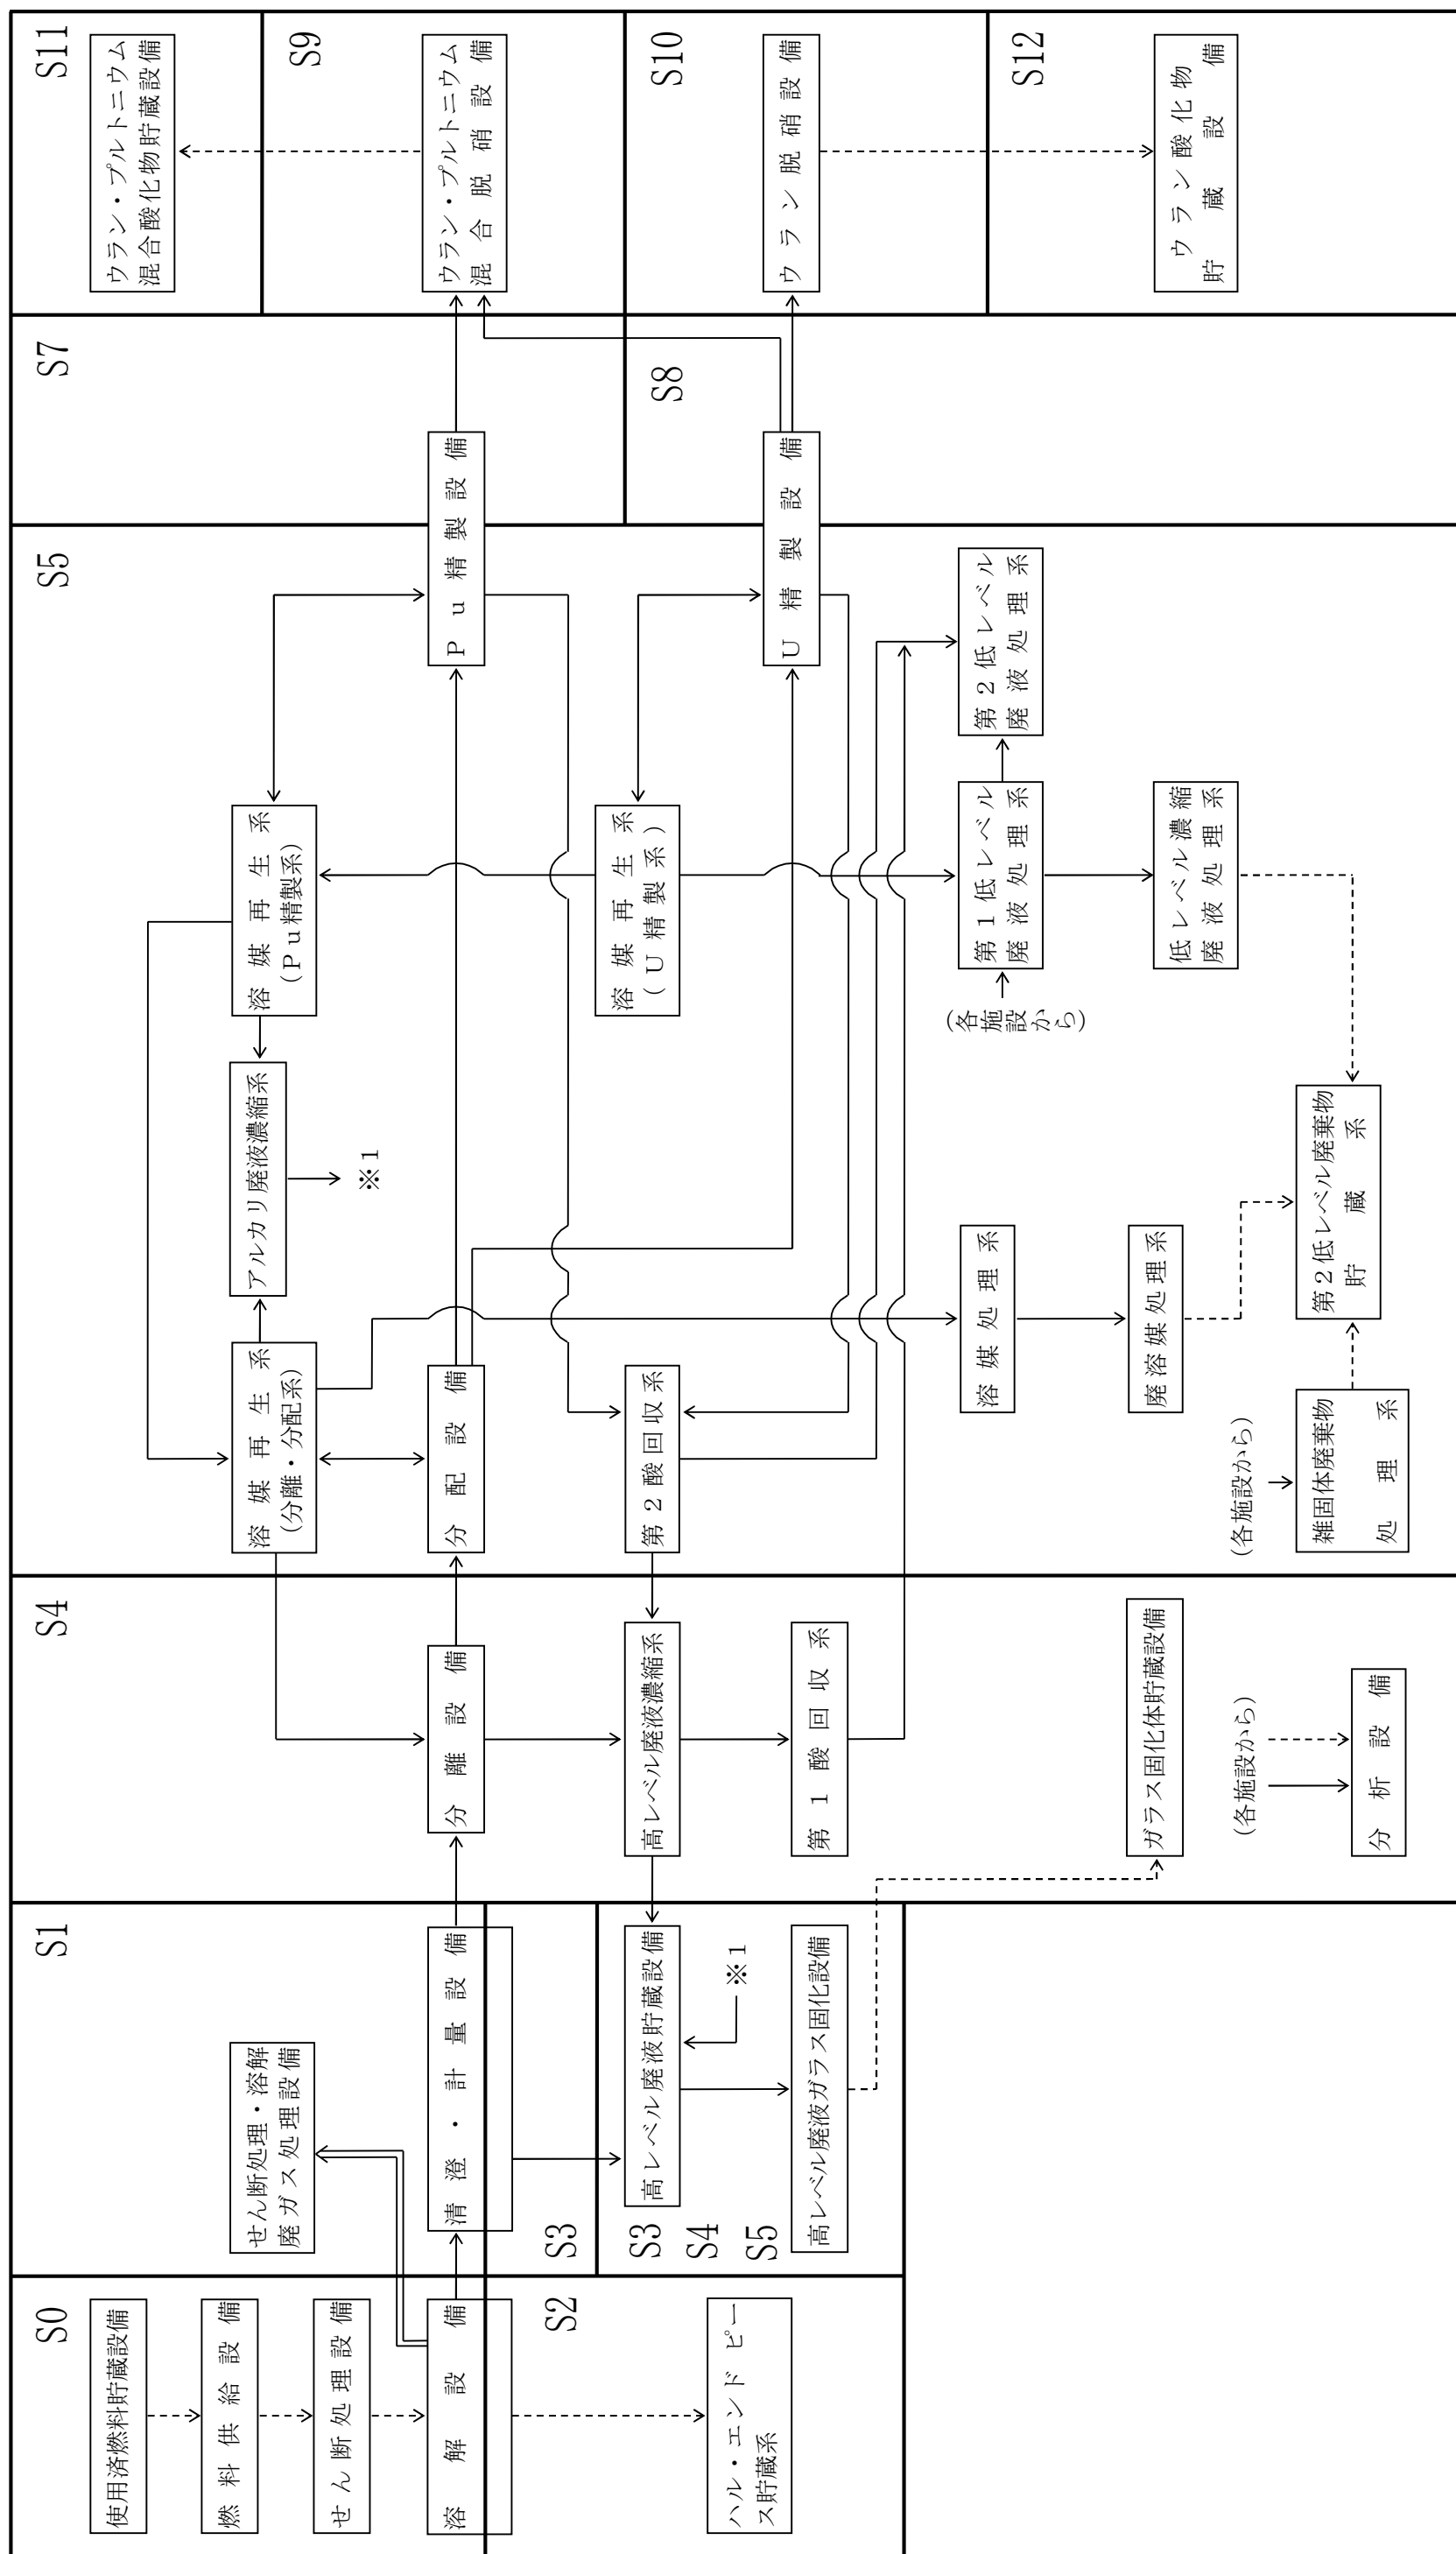 S0
使用済燃料貯蔵設備
燃料供給設備
せん断処理設備
溶解設備
S2
ハル・エンドピー
ス貯蔵系
S1
せん断処理・溶解
廃ガス処理設備
清澄・計量設備
S3
S3
S4
S5
高レベル廃液貯蔵設備
※1
高レベル廃液ガラス固化設備
S4
分離設備
高レベル廃液濃縮系
第1酸回収系
ガラス固化体貯蔵設備
(各施設から)
分析設備
S5
溶媒再生系
(分離・分配系)
アルカリ廃液濃縮系
※1
溶媒再生系
(Pu精製系)
分配設備
Pu精製設備
第2酸回収系
溶媒再生系
(U精製系)
U精製設備
溶媒処理系
廃溶媒処理系
(各施設から)
第1低レベル
廃液処理系
第2低レベル
廃液処理系
低レベル濃縮
廃液処理系
(各施設から)
雑固体廃棄物
処理系
第2低レベル廃棄物
貯蔵系
S7
S8
S11
ウラン・プルトニウム
混合酸化物貯蔵設備
S9
ウラン・プルトニウム
混合脱硝設備
S10
ウラン脱硝設備
S12
ウラン酸化物
貯蔵設備